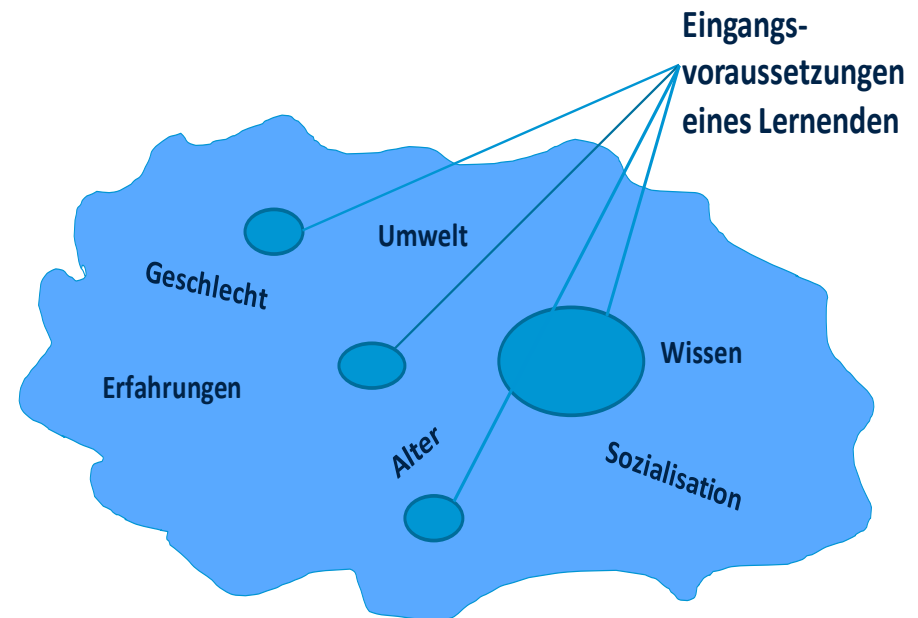 Eingangs-
voraussetzungen
eines Lernenden
Umwelt
Geschlecht
Wissen
Erfahrungen
Alter
Sozialisation